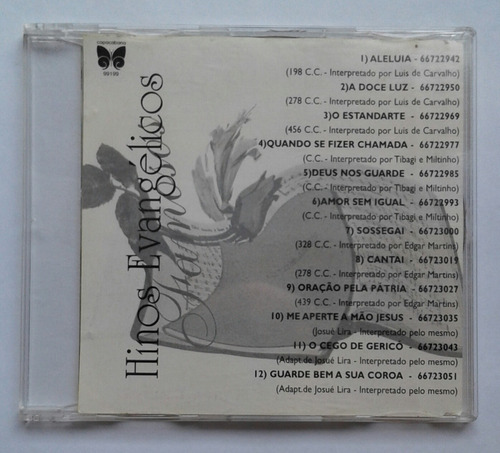 copacabana
99199
Hinos Evangélicos
Famosos
1) ALELUIA - 66722942
(198 C.C. - Interpretado por Luis de Carvalho)
2)A DOCE LUZ - 66722950
(278 C.C. - Interpretado por Luis de Carvalho)
3)O ESTANDARTE - 66722969
(456 C.C. - Interpretado por Luis de Carvalho)
4)QUANDO SE FIZER CHAMADA - 66722977
(C.C. - Interpretado por Tibagi e Miltinho)
5)DEUS NOS GUARDE - 66722985
(C.C. - Interpretado por Tibagi e Miltinho)
6)AMOR SEM IGUAL - 66722993
(C.C. - Interpretado por Tibagi e Miltinho)
7) SOSSEGAI - 66723000
(328 C.C. - Interpretado por Edgar Martins)
8) CANTAI - 66723019
(278 C.C. - Interpretado por Edgar Martins)
9) ORAÇÃO PELA PÁTRIA - 66723027
(439 C.C. - Interpretado por Edgar Martins)
10) ME APERTE A MÃO JESUS - 66723035
(Josué Lira - Interpretado pelo mesmo)
11) O CEGO DE GERICÓ - 66723043
(Adapt. de Josué Lira - Interpretado pelo mesmo)
12) GUARDE BEM A SUA COROA - 66723051
(Adapt. de Josué Lira - Interpretado pelo mesmo)